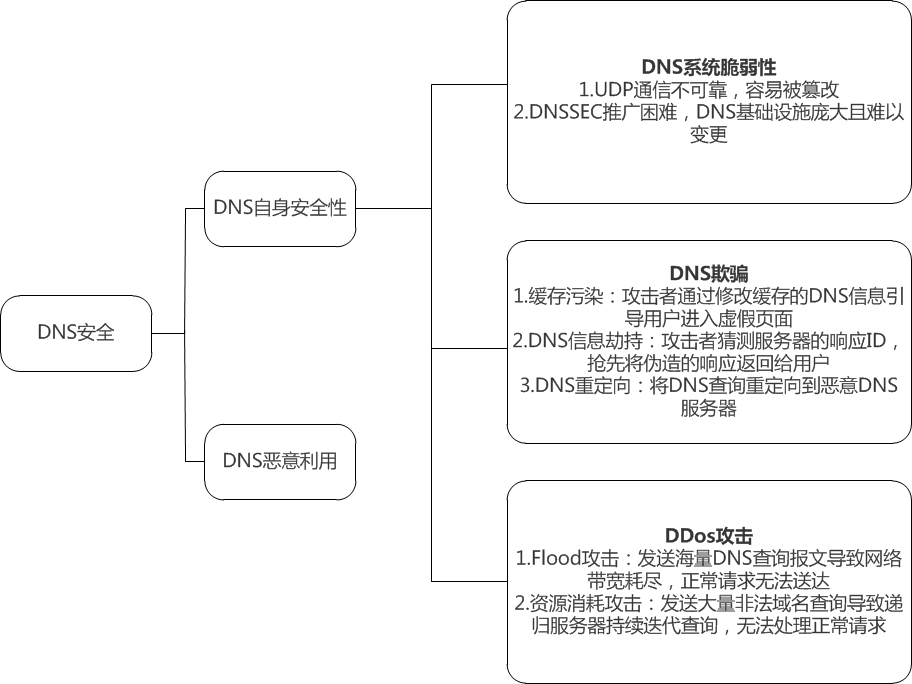 DNS安全
DNS自身安全性
DNS恶意利用
DNS系统脆弱性
1.UDP通信不可靠，容易被篡改
2.DNSSEC推广困难，DNS基础设施庞大且难以
变更
DNS欺骗
1.缓存污染：攻击者通过修改缓存的DNS信息引
导用户进入虚假页面
2.DNS信息劫持：攻击者猜测服务器的响应ID，
抢先将伪造的响应返回给用户
3.DNS重定向：将DNS查询重定向到恶意DNS
服务器
DDos攻击
1.Flood攻击：发送海量DNS查询报文导致网络
带宽耗尽，正常请求无法送达
2.资源消耗攻击：发送大量非法域名查询导致递
归服务器持续迭代查询，无法处理正常请求